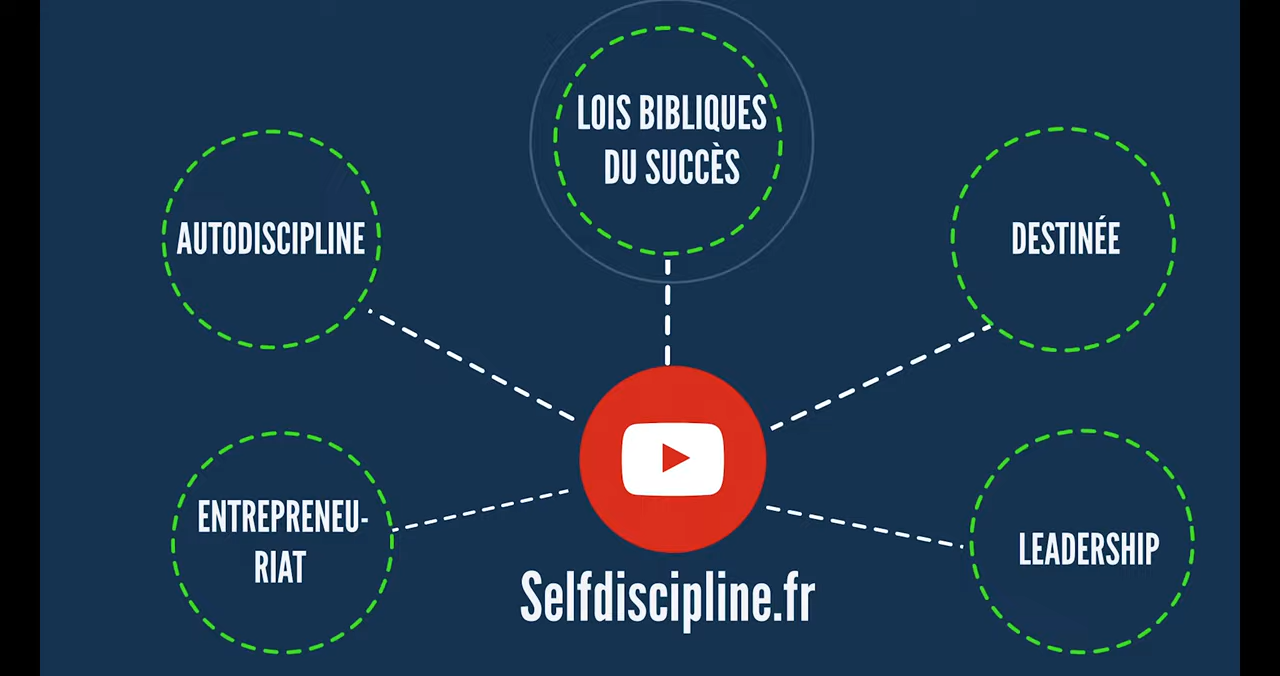 LOIS BIBLIQUES
DU SUCCÈS
AUTODISCIPLINE
DESTINÉE
ENTREPRENEU-
RIAT
LEADERSHIP
Selfdiscipline.fr